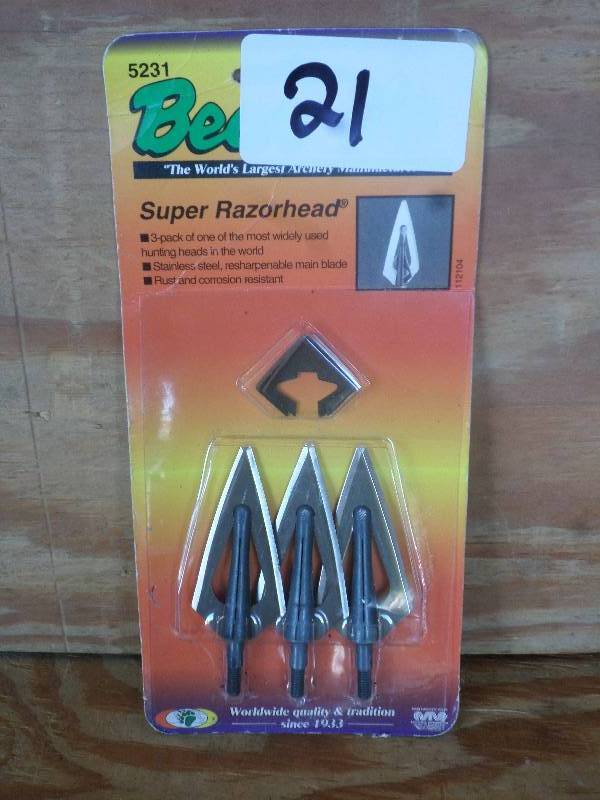 5231
21
"The World's Largest Archery
Super Razorhead®
■ 3-pack of one of the most widely used
hunting heads in the world
■ Stainless steel, resharpenable main blade
■ Rust and corrosion resistant
112104
Worldwide quality & tradition
since 1933